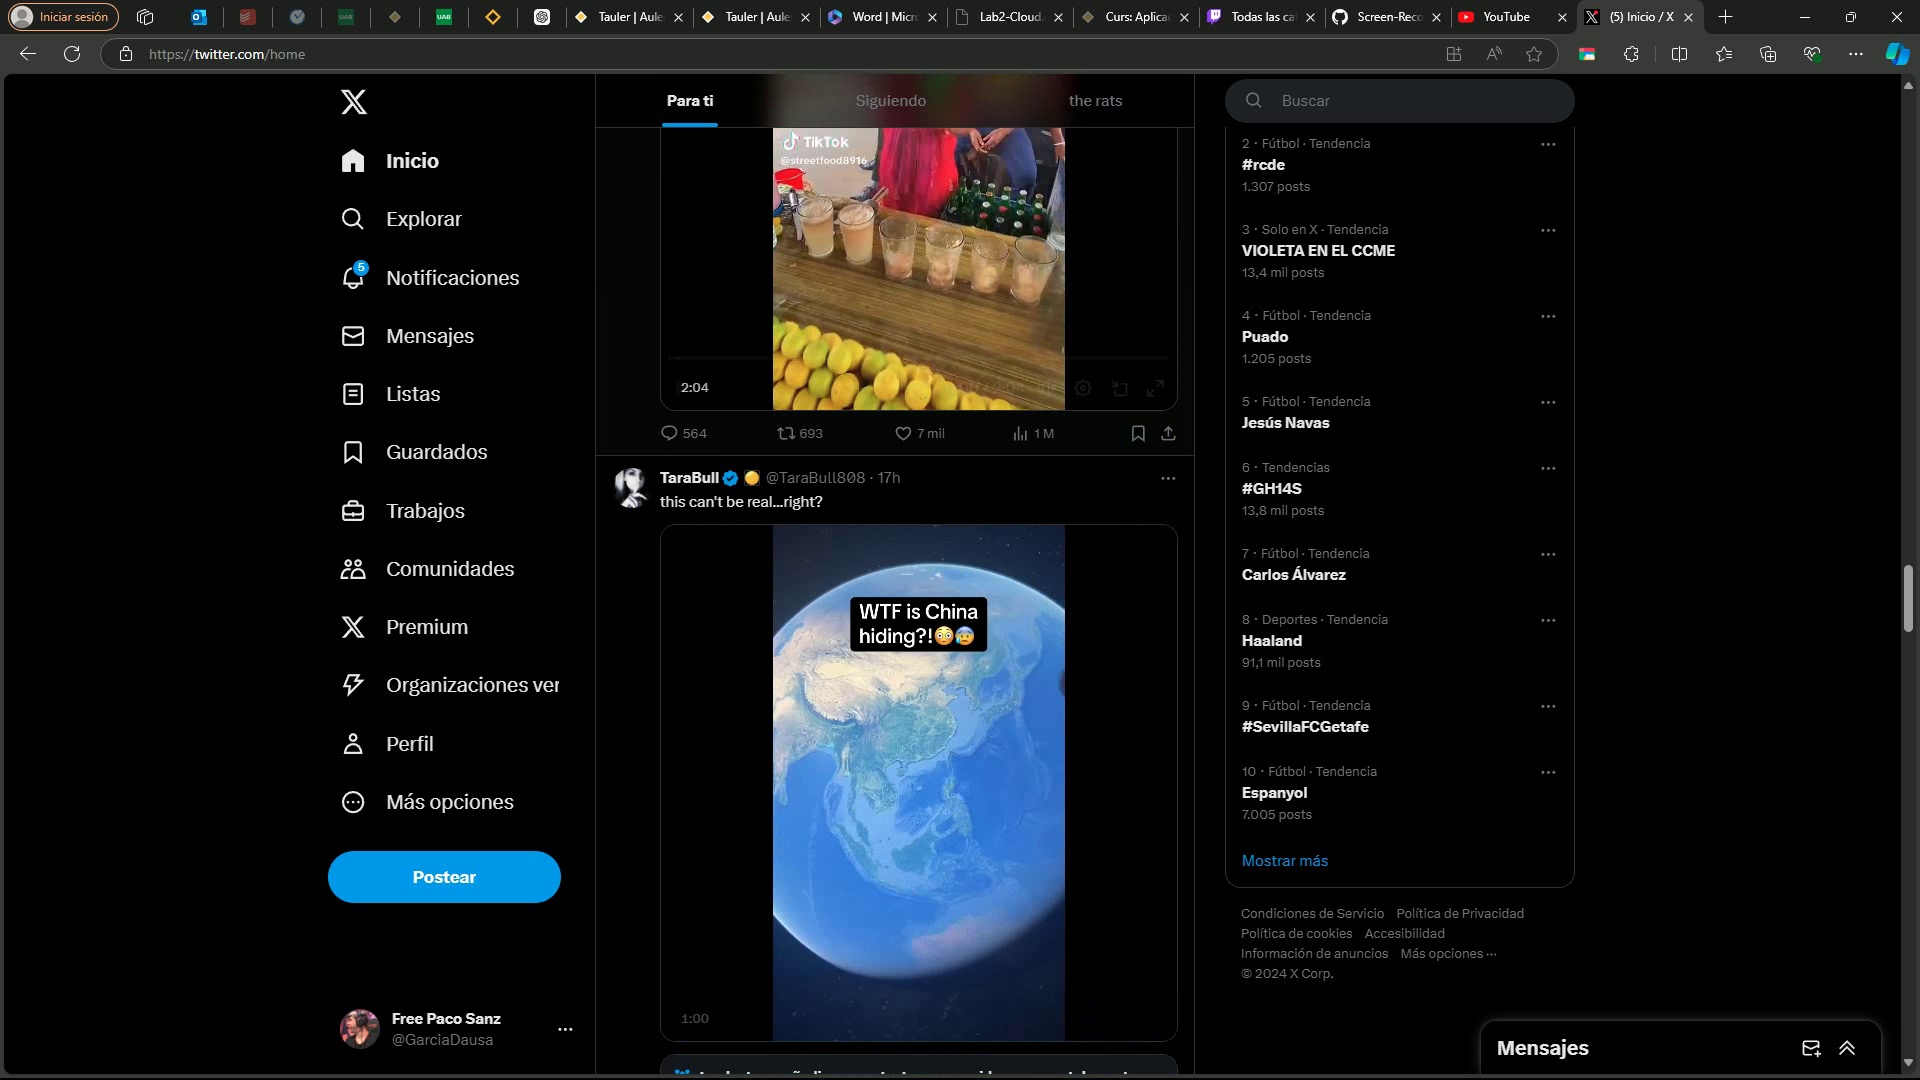 Iniciar sesión
Tauler | Aule
Tauler | Aule
Word | Micr
Lab2-Cloud
Curs: Aplica
Todas las ca
Screen-Reco
YouTube
(5) Inicio / X
https://twitter.com/home
Inicio
Explorar
5
Notificaciones
Mensajes
Listas
Guardados
Trabajos
Comunidades
Premium
Organizaciones ver
Perfil
Más opciones
Postear
Free Paco Sanz
@GarciaDausa
Para ti
Siguiendo
the rats
TikTok
@streetfood8916
2:04
564
693
7 mil
1 M
TaraBull @TaraBull808 · 17h
this can't be real...right?
WTF is China
hiding?!😳😰
1:00
Buscar
2 · Fútbol · Tendencia
#rcde
1.307 posts
3 · Solo en X · Tendencia
VIOLETA EN EL CCME
13,4 mil posts
4 · Fútbol · Tendencia
Puado
1.205 posts
5 · Fútbol · Tendencia
Jesús Navas
6 · Tendencias
#GH14S
13,8 mil posts
7 · Fútbol · Tendencia
Carlos Álvarez
8 · Deportes · Tendencia
Haaland
91,1 mil posts
9 · Fútbol · Tendencia
#SevillaFCGetafe
10 · Fútbol · Tendencia
Espanyol
7.005 posts
Mostrar más
Condiciones de Servicio Política de Privacidad
Política de cookies Accesibilidad
Información de anuncios Más opciones ···
© 2024 X Corp.
Mensajes